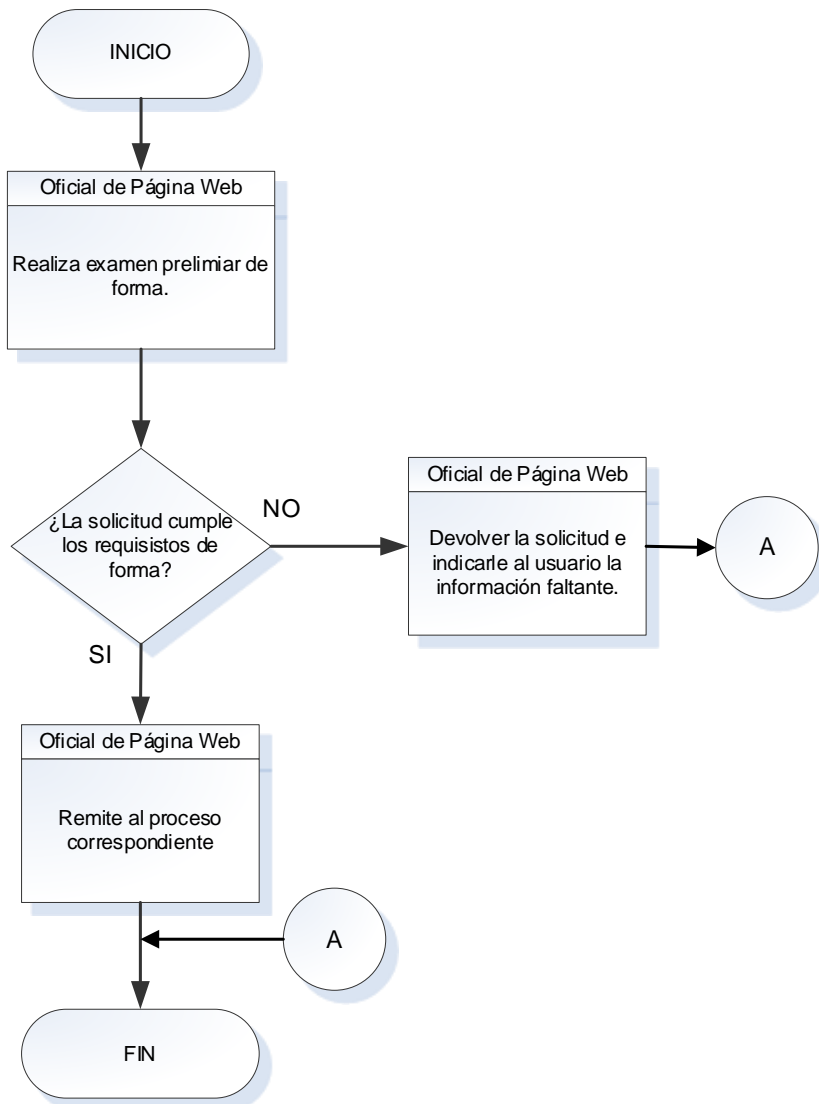 INICIO
Oficial de Página Web
Realiza examen prelimiar de
forma.
¿La solicitud cumple
los requisistos de
forma?
NO
Oficial de Página Web
Devolver la solicitud e
indicarle al usuario la
información faltante.
A
SI
Oficial de Página Web
Remite al proceso
correspondiente
A
FIN